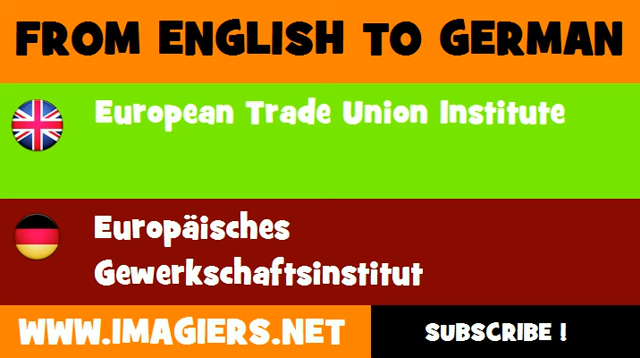 FROM ENGLISH TO GERMAN
European Trade Union Institute
Europäisches
Gewerkschaftsinstitut
WWW.IMAGIERS.NET
SUBSCRIBE !